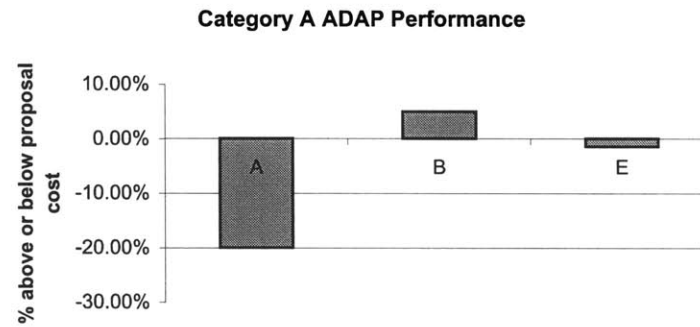 Category A ADAP Performance
% above or below proposal
cost
10.00%
0.00%
-10.00%
-20.00%
-30.00%
A
B
E